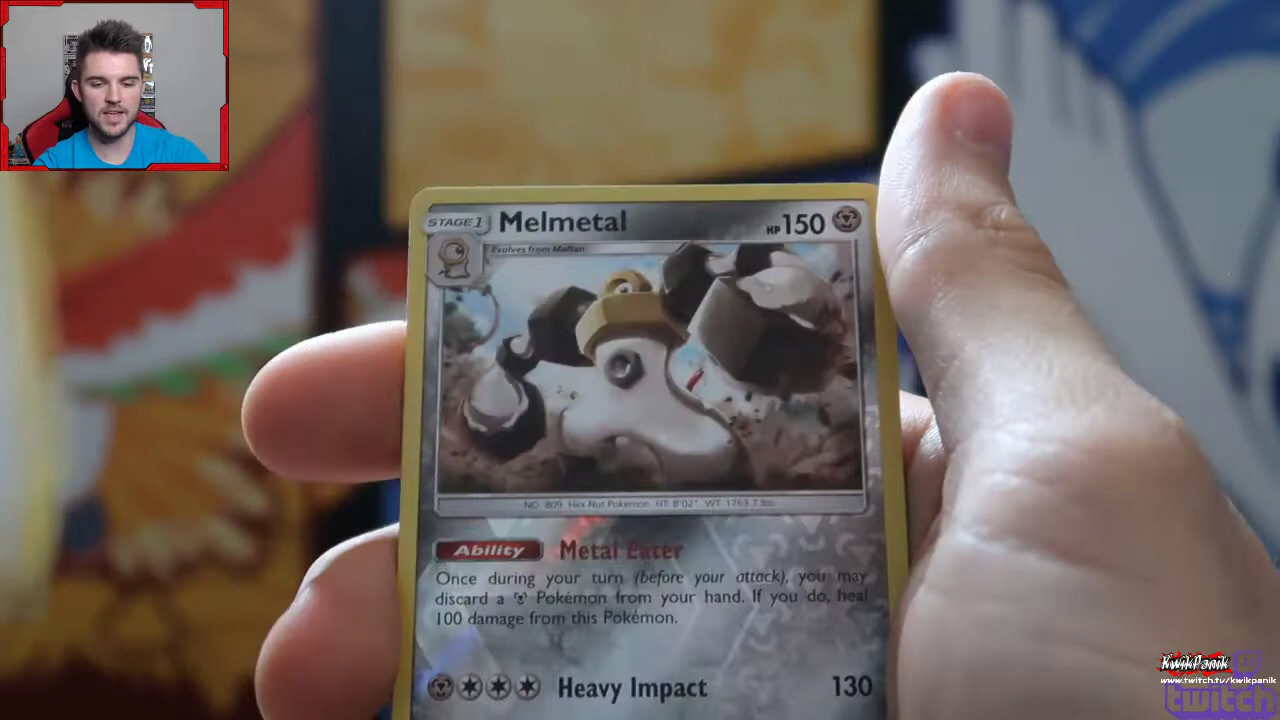 STAGE 1 Melmetal HP 150
Evolves from Meltan
NO. 809 Hex Nut Pokémon HT 8'02" WT 1763.7 lbs.
Ability Metal Eater
Once during your turn (before your attack), you may
discard a Pokémon from your hand. If you do, heal
100 damage from this Pokémon.
Heavy Impact 130
KwikPanik
www.twitch.tv/kwikpanik
twitch